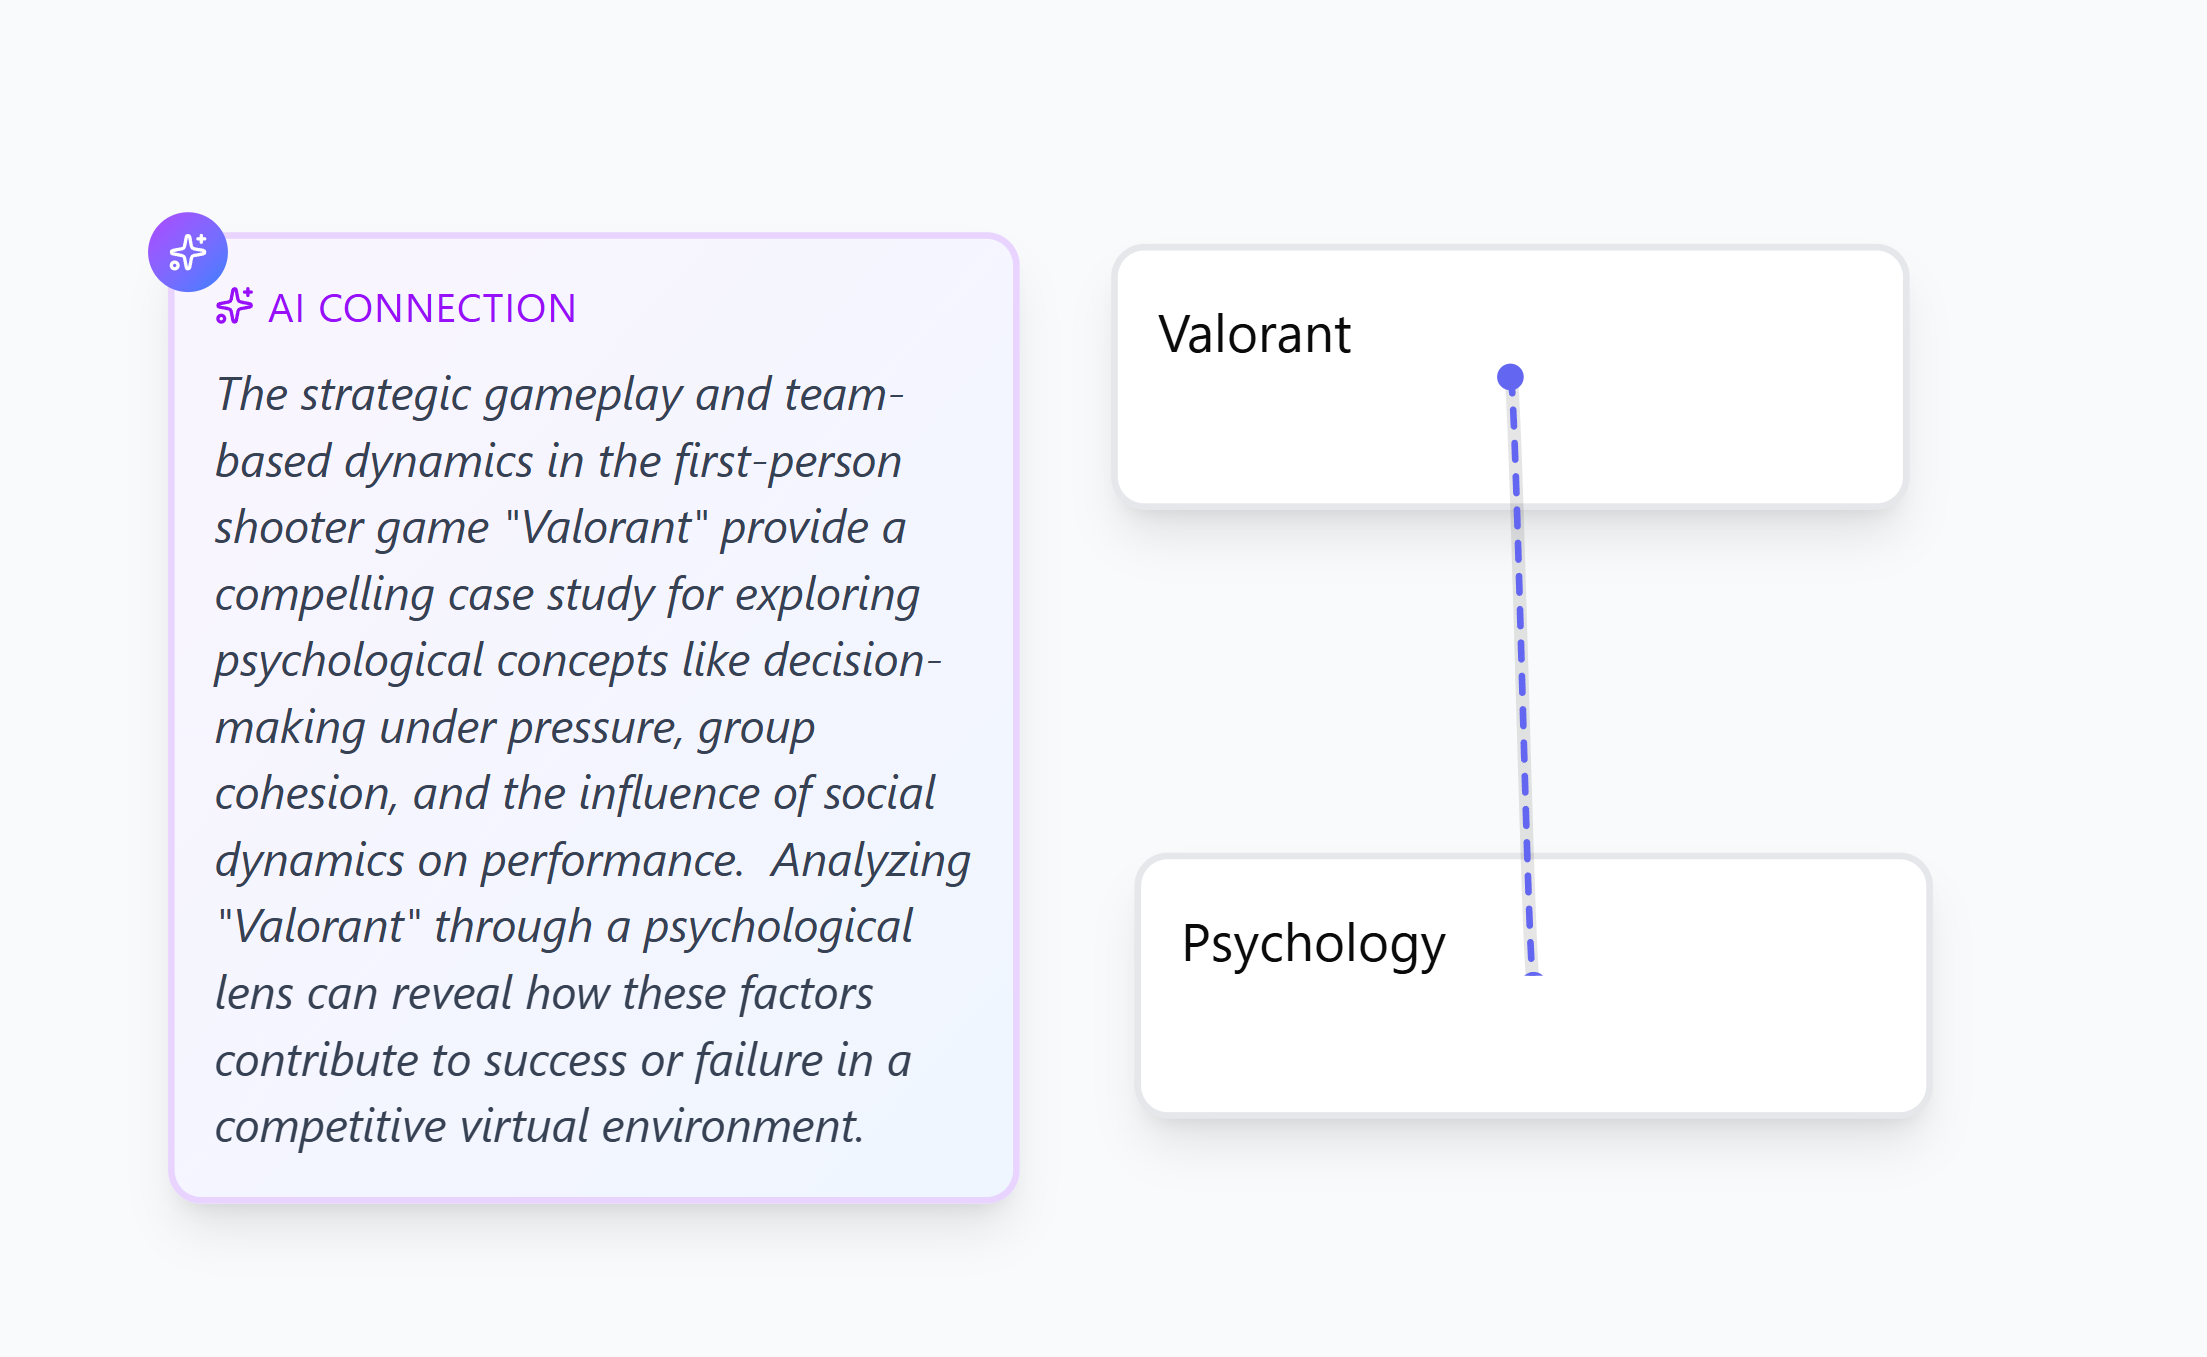 AI CONNECTION
The strategic gameplay and team-
based dynamics in the first-person
shooter game "Valorant" provide a
compelling case study for exploring
psychological concepts like decision-
making under pressure, group
cohesion, and the influence of social
dynamics on performance.  Analyzing
"Valorant" through a psychological
lens can reveal how these factors
contribute to success or failure in a
competitive virtual environment.
Valorant
Psychology